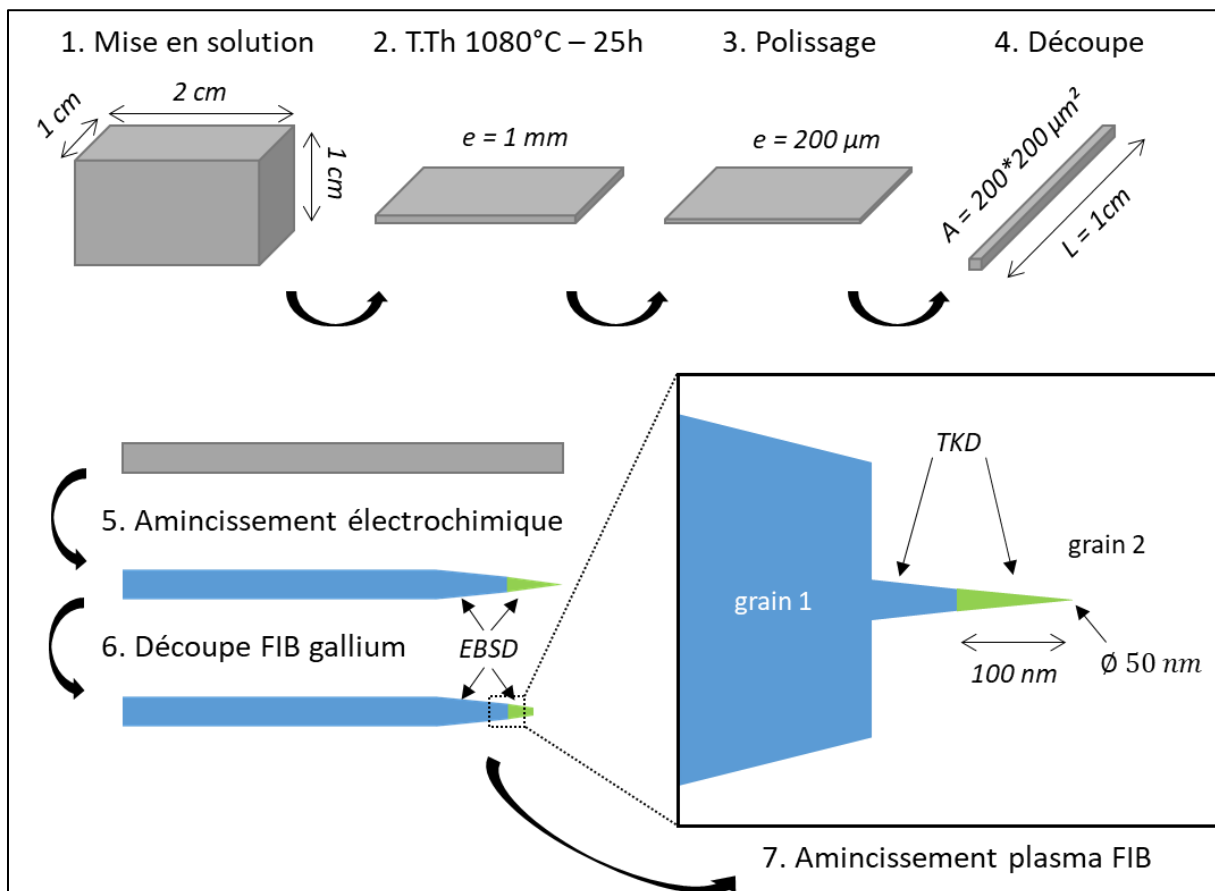 1. Mise en solution
2. T.Th 1080°C – 25h
3. Polissage
4. Découpe
1 cm
2 cm
1 cm
e = 1 mm
e = 200 µm
A = 200*200 µm²
L = 1cm
5. Amincissement électrochimique
6. Découpe FIB gallium
EBSD
TKD
grain 1
grain 2
100 nm
Ø 50 nm
7. Amincissement plasma FIB